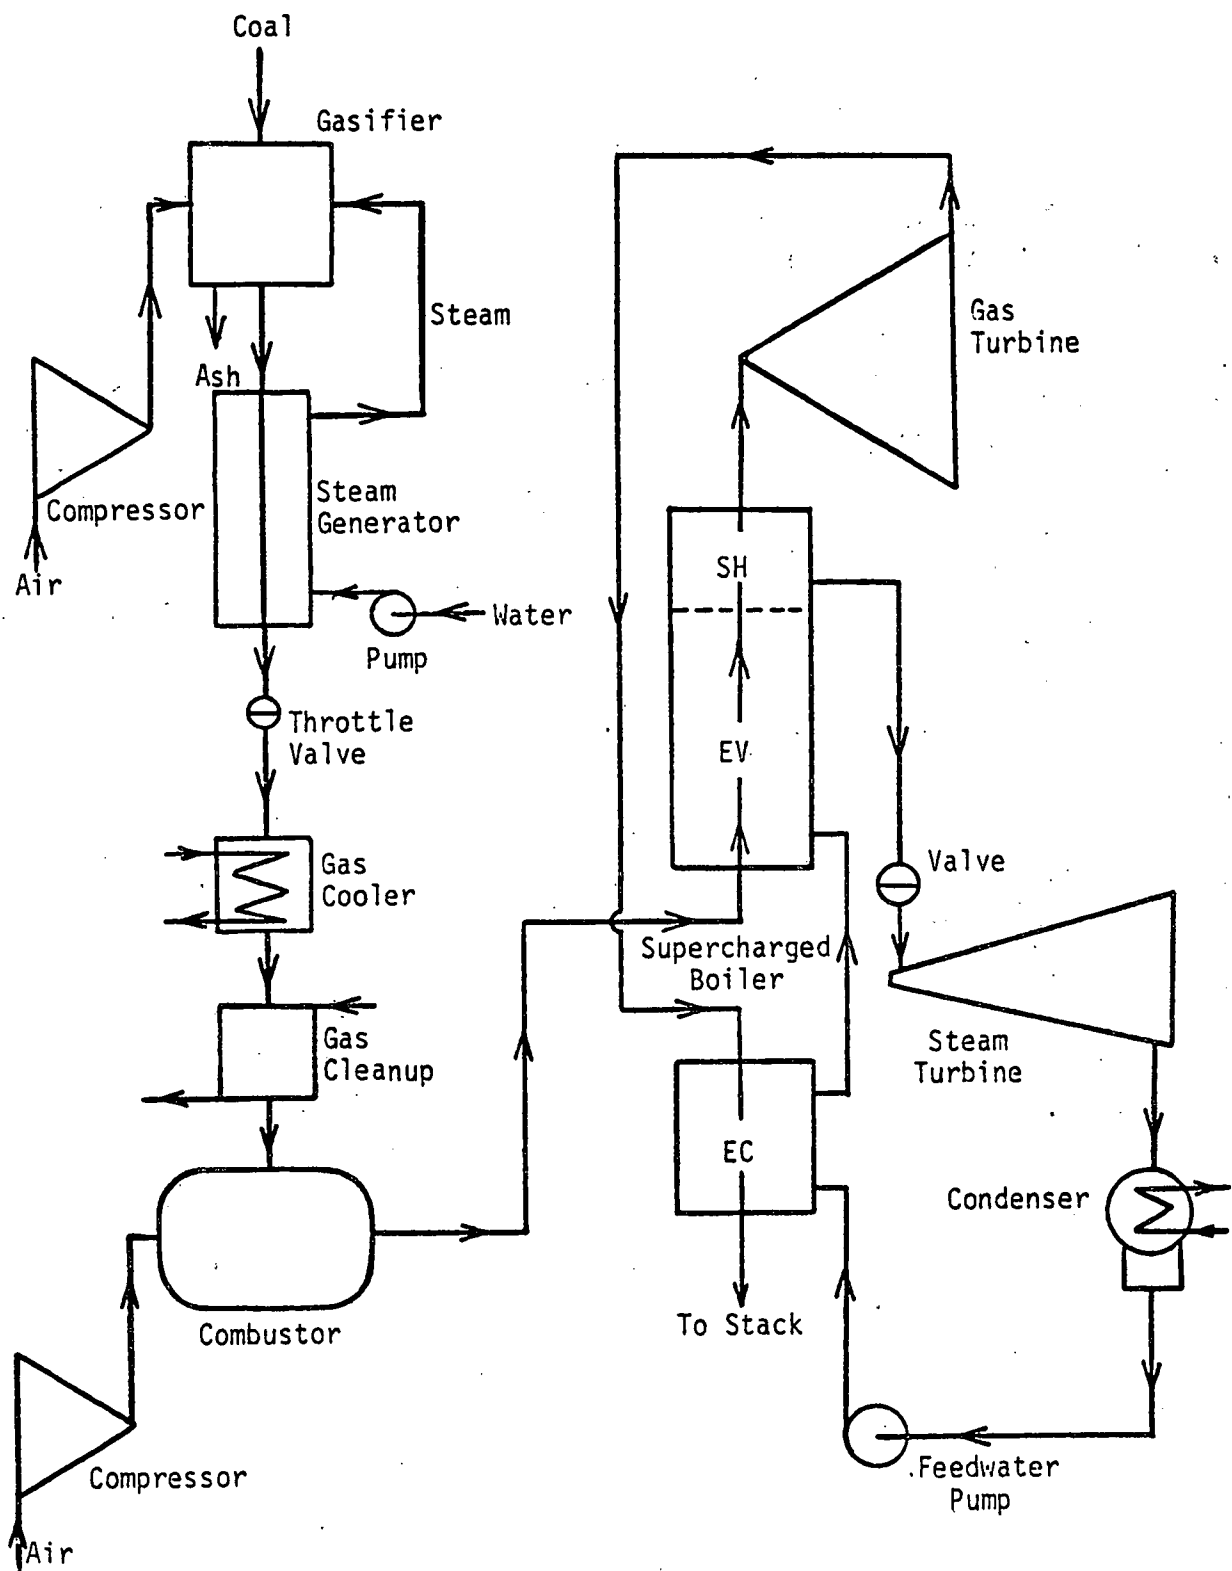 Coal
Gasifier
Steam
Ash
Compressor
Air
Steam
Generator
Water
Pump
Throttle
Valve
Gas
Cooler
Gas
Cleanup
Combustor
Compressor
Air
Gas
Turbine
SH
EV
Valve
Supercharged
Boiler
Steam
Turbine
EC
Condenser
To Stack
Feedwater
Pump